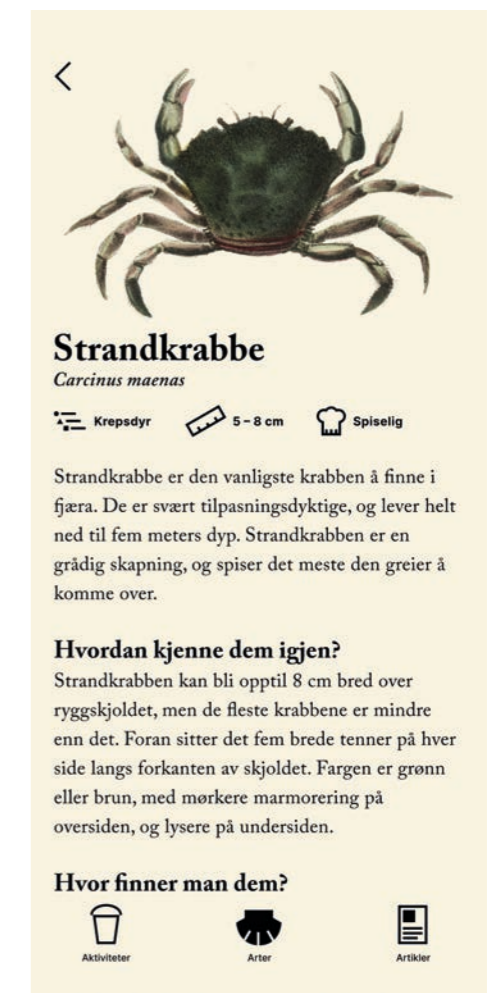 Strandkrabbe
Carcinus maenas
Krepsdyr 5 – 8 cm Spiselig
Strandkrabbe er den vanligste krabben å finne i
fjæra. De er svært tilpasningsdyktige, og lever helt
ned til fem meters dyp. Strandkrabben er en
grådig skapning, og spiser det meste den greier å
komme over.
Hvordan kjenne dem igjen?
Strandkrabben kan bli opptil 8 cm bred over
ryggskjoldet, men de fleste krabbene er mindre
enn det. Foran sitter det fem brede tenner på hver
side langs forkanten av skjoldet. Fargen er grønn
eller brun, med mørkere marmorering på
oversiden, og lysere på undersiden.
Hvor finner man dem?
Aktiviteter Arter Artikler